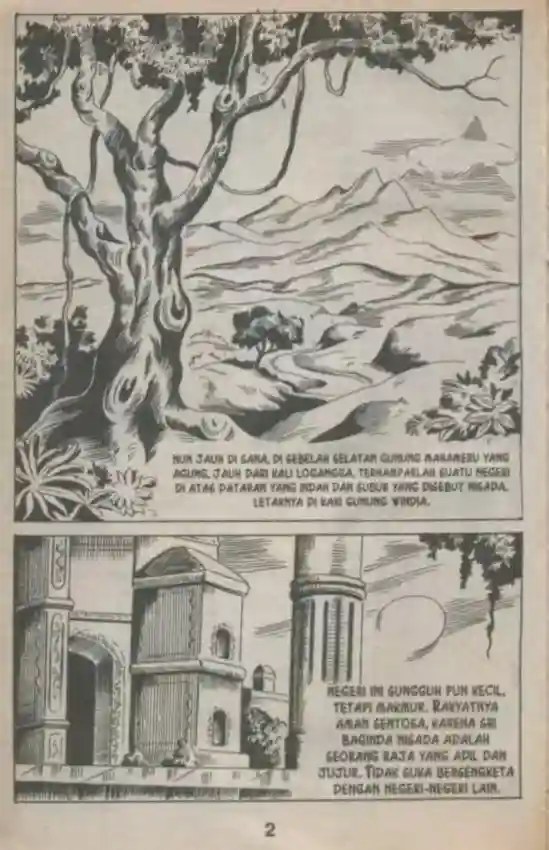 NUN JAUH DI SANA, DI SEBELAH SELATAN GUNUNG MAHAMERU YANG
AGUNG, JAUH DARI KALI LOGANGGA, TERHAMPARLAH SUATU NEGERI
DI ATAS DATARAN YANG INDAH DAN SUBUR YANG DISEBUT NISADA.
LETAKNYA DI KAKI GUNUNG WINDIA.
NEGERI INI SUNGGUH PUN KECIL,
TETAPI MAKMUR. RAKYATNYA
AMAN SENTOSA, KARENA SRI
BAGINDA NISADA ADALAH
SEORANG RAJA YANG ADIL DAN
JUJUR. TIDAK SUKA BERSENGKETA
DENGAN NEGERI-NEGERI LAIN.
2